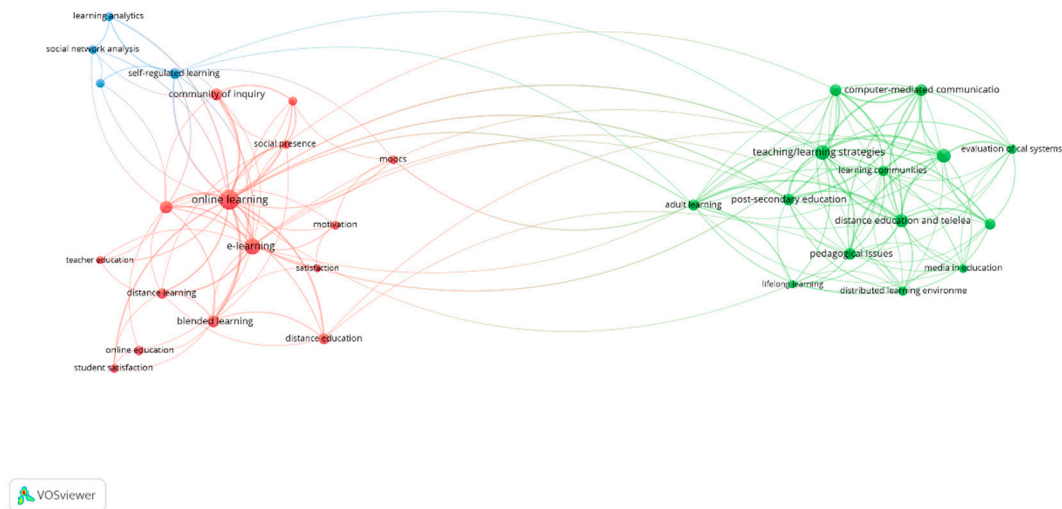 learning analytics
social network analysis
self-regulated learning
community of inquiry
social presence
moocs
online learning
motivation
e-learning
teacher education
satisfaction
distance learning
blended learning
distance education
online education
student satisfaction
computer-mediated communicatio
teaching/learning strategies
evaluation of cal systems
learning communities
adult learning
post-secondary education
distance education and telelea
pedagogical issues
media in education
lifelong learning
distributed learning environme
VOSviewer